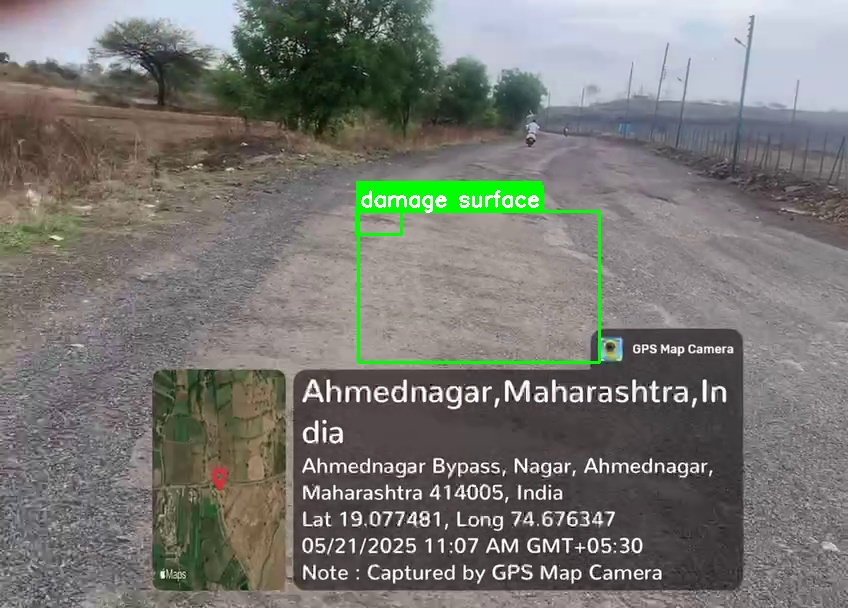 damage surface
GPS Map Camera
Ahmednagar,Maharashtra,In
dia
Ahmednagar Bypass, Nagar, Ahmednagar,
Maharashtra 414005, India
Lat 19.077481, Long 74.676347
05/21/2025 11:07 AM GMT+05:30
Note : Captured by GPS Map Camera
Maps